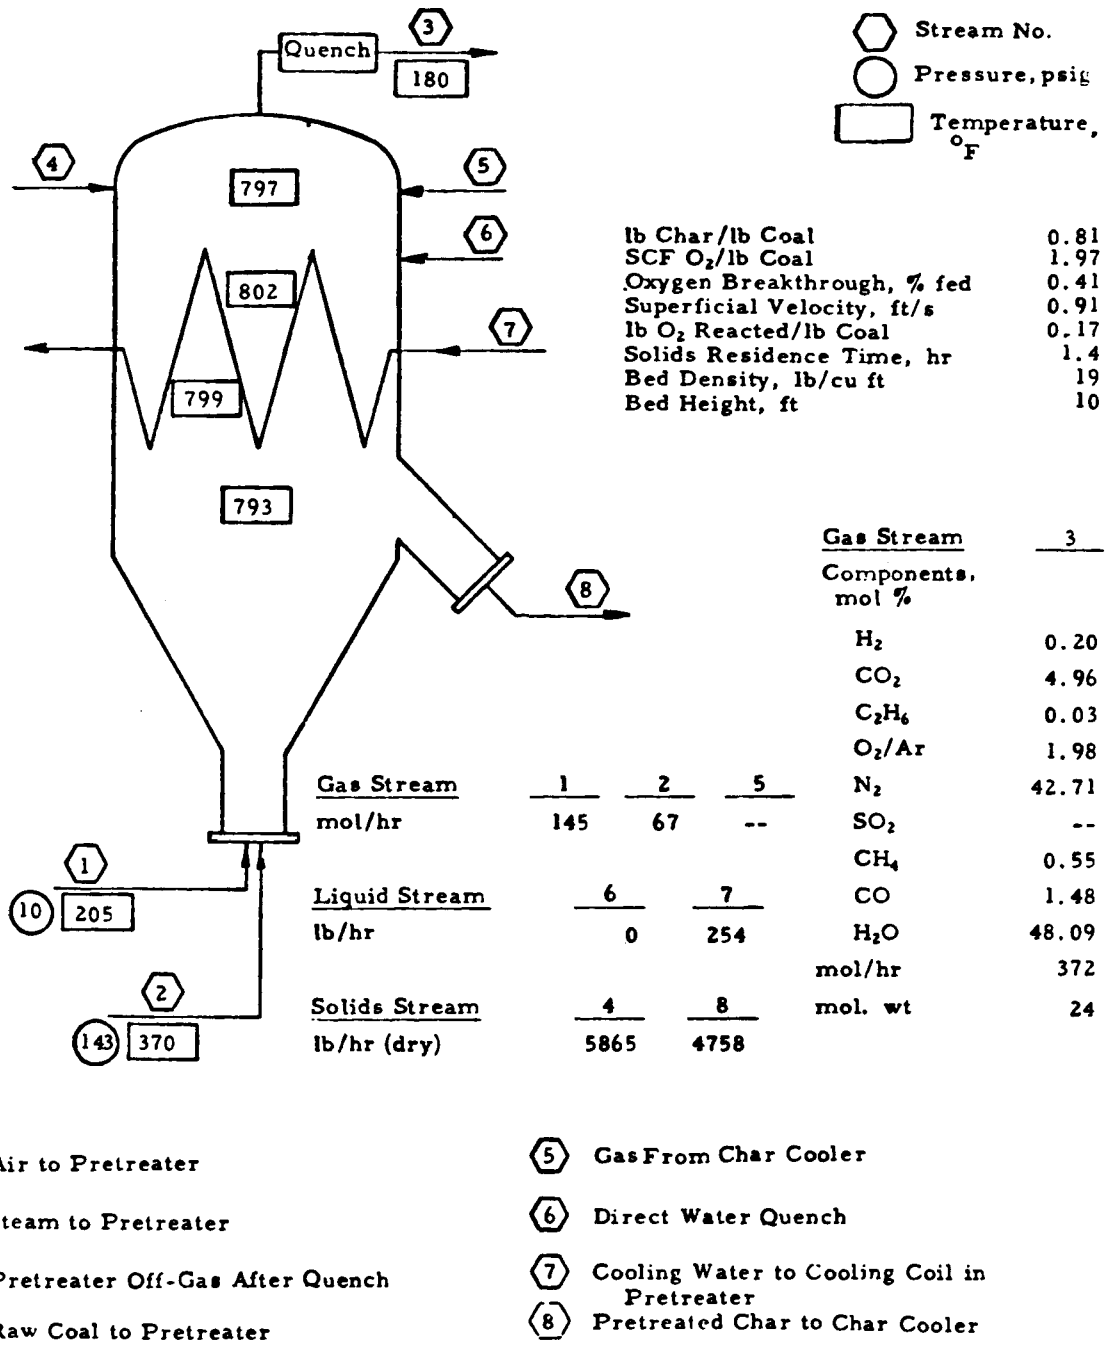 3
Quench
180
Stream No.
Pressure, psig
Temperature,
°F
4
797
5
6
802
7
799
793
8
lb Char/lb Coal 0.81
SCF O₂/lb Coal 1.97
Oxygen Breakthrough, % fed 0.41
Superficial Velocity, ft/s 0.91
lb O₂ Reacted/lb Coal 0.17
Solids Residence Time, hr 1.4
Bed Density, lb/cu ft 19
Bed Height, ft 10
Gas Stream 3
Components,
mol %
H₂ 0.20
CO₂ 4.96
C₂H₆ 0.03
O₂/Ar 1.98
N₂ 42.71
SO₂ --
CH₄ 0.55
CO 1.48
H₂O 48.09
mol/hr 372
mol. wt 24
Gas Stream 1 2 5
mol/hr 145 67 --
Liquid Stream 6 7
lb/hr 0 254
Solids Stream 4 8
lb/hr (dry) 5865 4758
1
10 205
2
143 370
Air to Pretreater
team to Pretreater
Pretreater Off-Gas After Quench
Raw Coal to Pretreater
5 Gas From Char Cooler
6 Direct Water Quench
7 Cooling Water to Cooling Coil in
Pretreater
8 Pretreated Char to Char Cooler